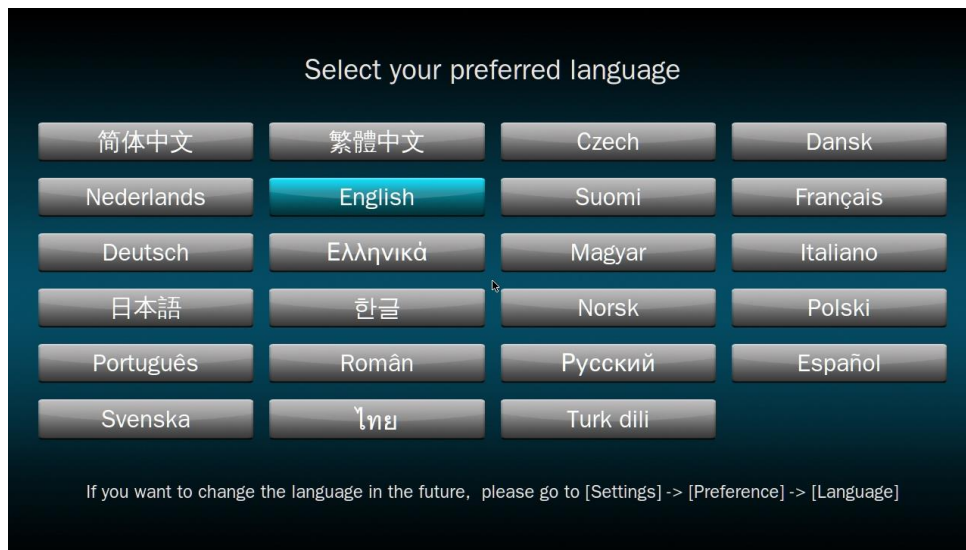 Select your preferred language
简体中文 繁體中文 Czech Dansk
Nederlands English Suomi Français
Deutsch Ελληνικά Magyar Italiano
日本語 한글 Norsk Polski
Português Român Русский Español
Svenska ไทย Turk dili
If you want to change the language in the future, please go to [Settings] -> [Preference] -> [Language]